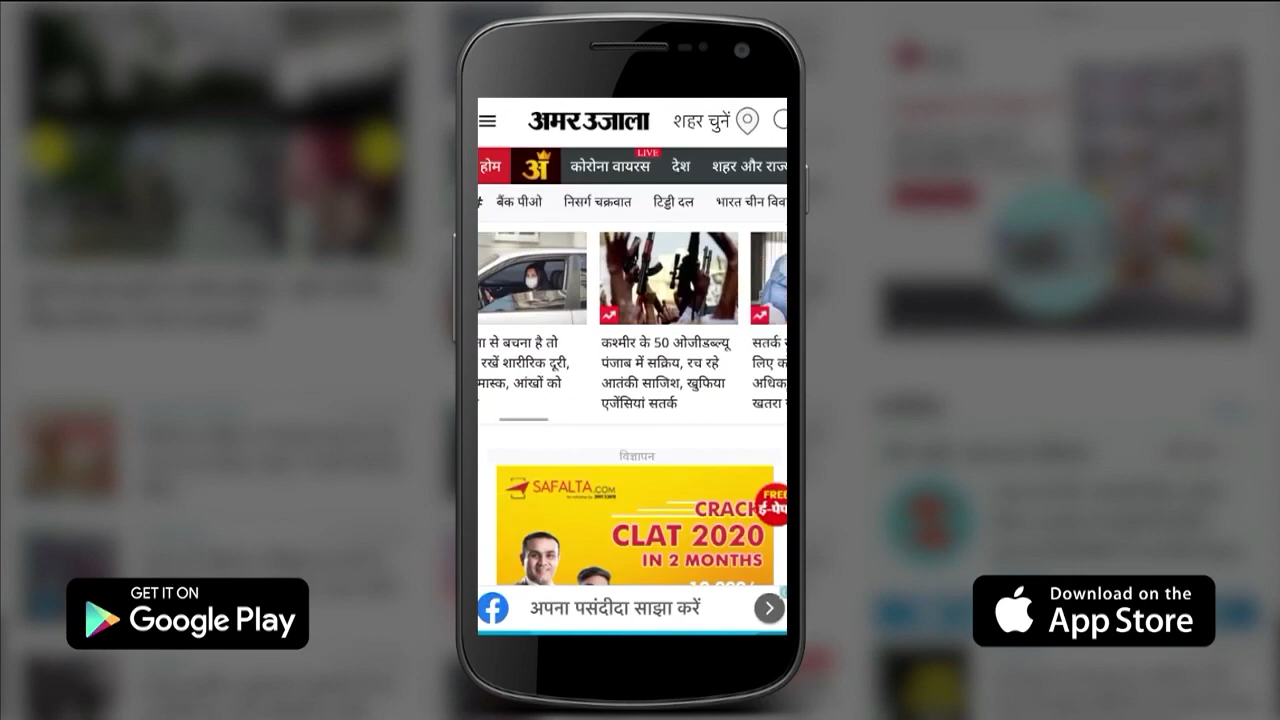 अमर उजाला
शहर चुनें
LIVE
होम
अं
कोरोना वायरस
देश
शहर और राज्
# बैंक पीओ
निसर्ग चक्रवात
टिड्डी दल
भारत चीन विवा
ना से बचना है तो
रखें शारीरिक दूरी,
मास्क, आंखों को
कश्मीर के 50 ओजीडब्ल्यू
पंजाब में सक्रिय, रच रहे
आतंकी साजिश, खुफिया
एजेंसियां सतर्क
सतर्क
लिए क
अधिक
खतरा
विज्ञापन
SAFALTA.COM
CRACK
CLAT 2020
IN 2 MONTHS
FREE
ई-पेप
अपना पसंदीदा साझा करें
GET IT ON
Google Play
Download on the
App Store